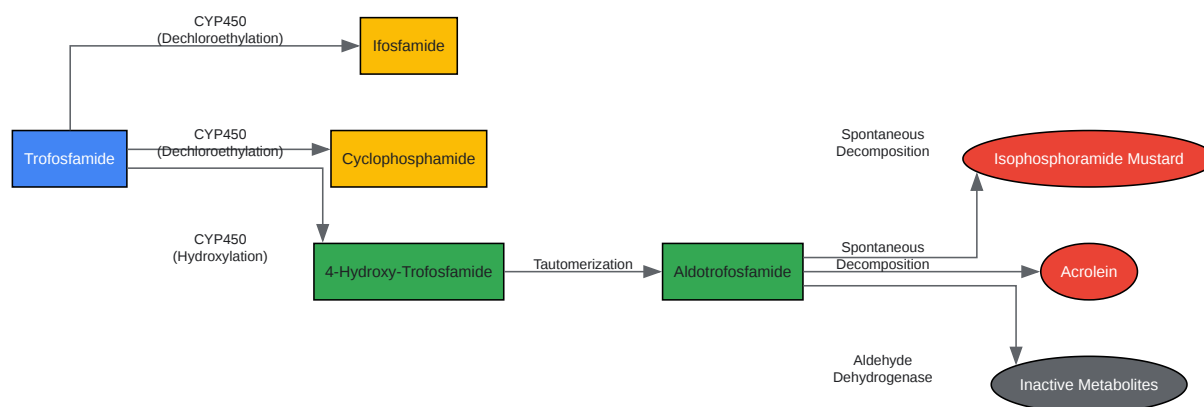 CYP450
(Dechloroethylation)
Ifosfamide
Trofosfamide
CYP450
(Dechloroethylation)
Cyclophosphamide
Spontaneous
Decomposition
Isophosphoramide Mustard
CYP450
(Hydroxylation)
4-Hydroxy-Trofosfamide
Tautomerization
Aldotrofosfamide
Spontaneous
Decomposition
Acrolein
Aldehyde
Dehydrogenase
Inactive Metabolites